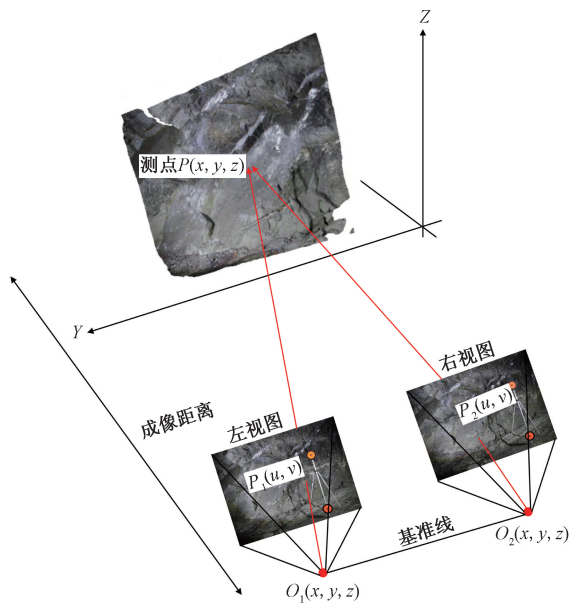 Z
测点P(x, y, z)
Y
成像距离
右视图
P₂(u, v)
左视图
P₁(u, v)
基准线
O₂(x, y, z)
O₁(x, y, z)